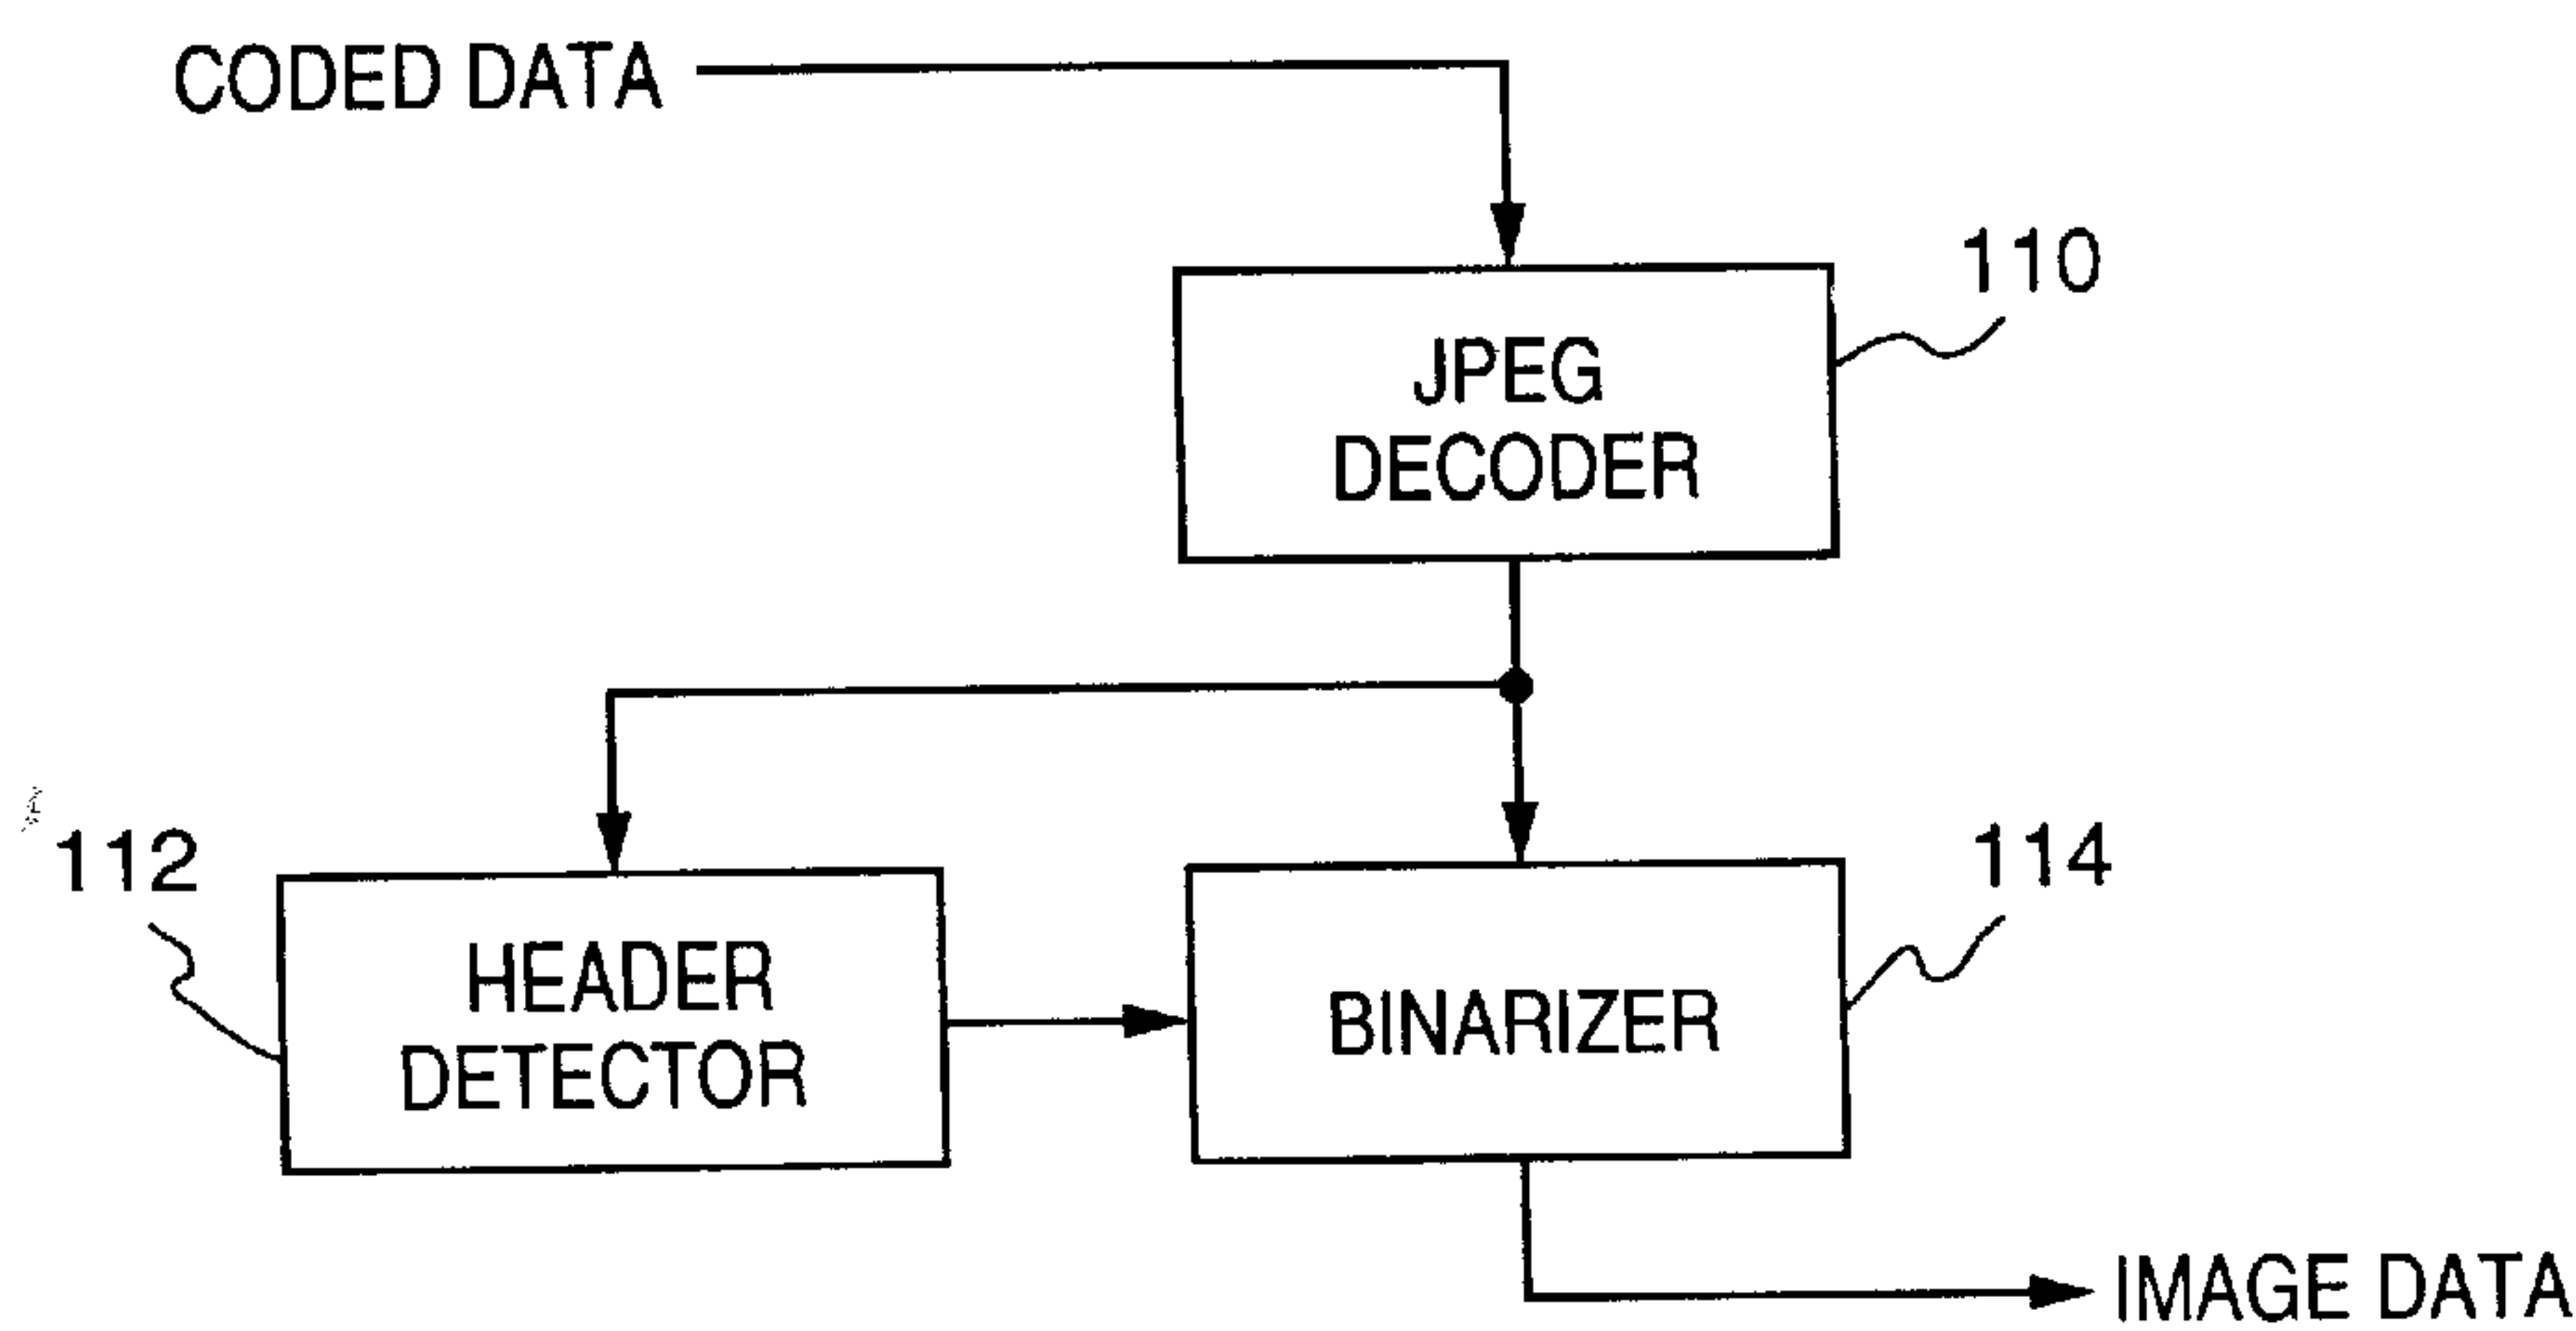 CODED DATA
110
JPEG
DECODER
112
HEADER
DETECTOR
114
BINARIZER
IMAGE DATA